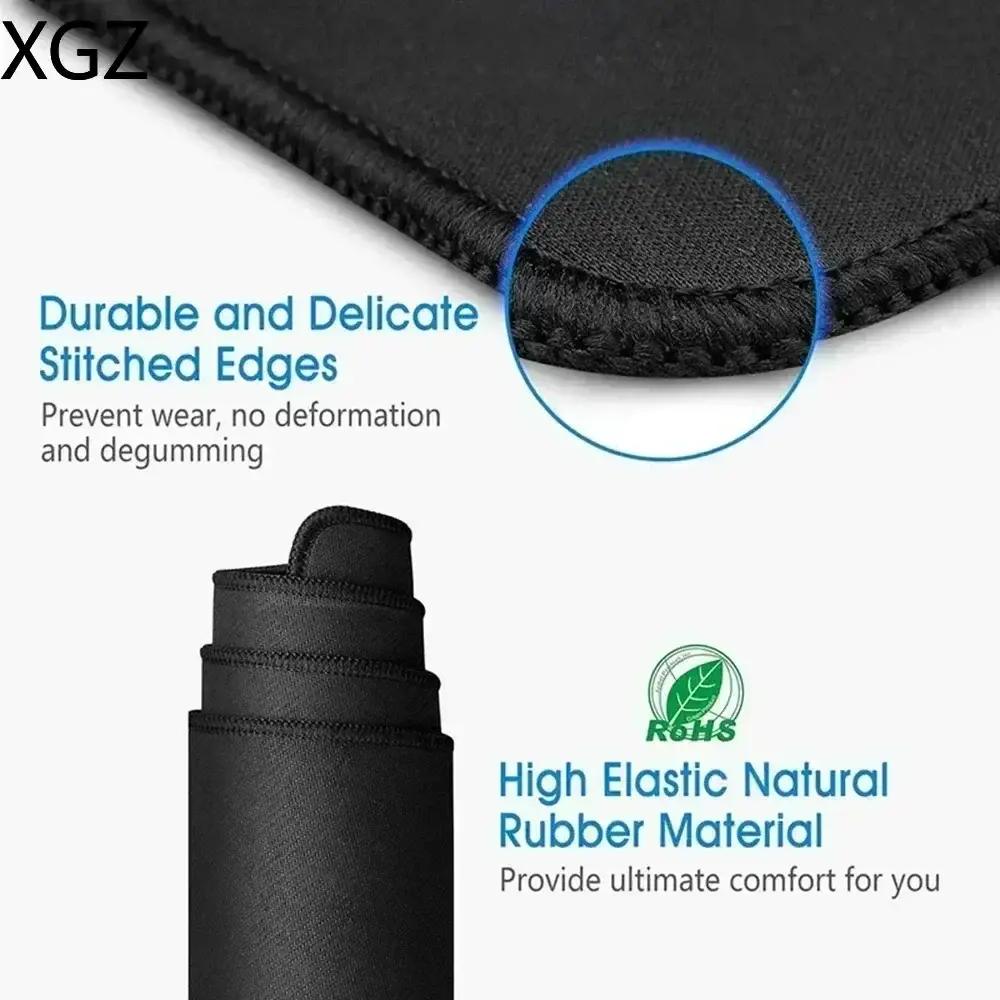 XGZ
Durable and Delicate
Stitched Edges
Prevent wear, no deformation
and degumming
RoHS
High Elastic Natural
Rubber Material
Provide ultimate comfort for you